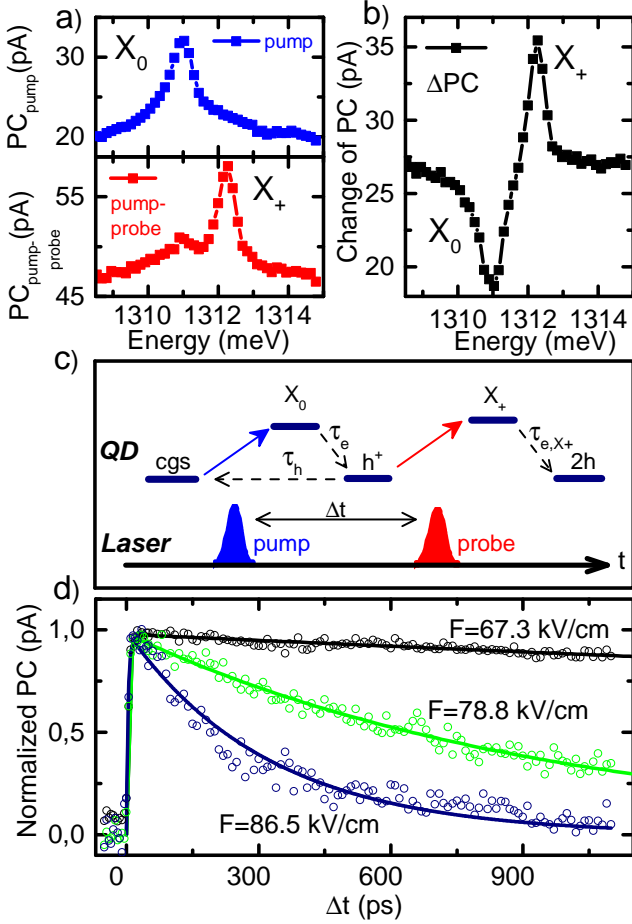 a)
X0
pump
PCpump(pA)
32
20
X+
pump-
probe
PCpump-
probe(pA)
55
45
1310 1312 1314
Energy (meV)
b)
X+
ΔPC
X0
Change of PC (pA)
35
30
25
20
1310 1312 1314
Energy (meV)
c)
X0
X+
τe
τe,X+
QD
cgs
τh
h+
2h
Δt
Laser
pump
probe
t
d)
Normalized PC (pA)
1,0
0,5
0,0
F=67.3 kV/cm
F=78.8 kV/cm
F=86.5 kV/cm
0 300 600 900
Δt (ps)